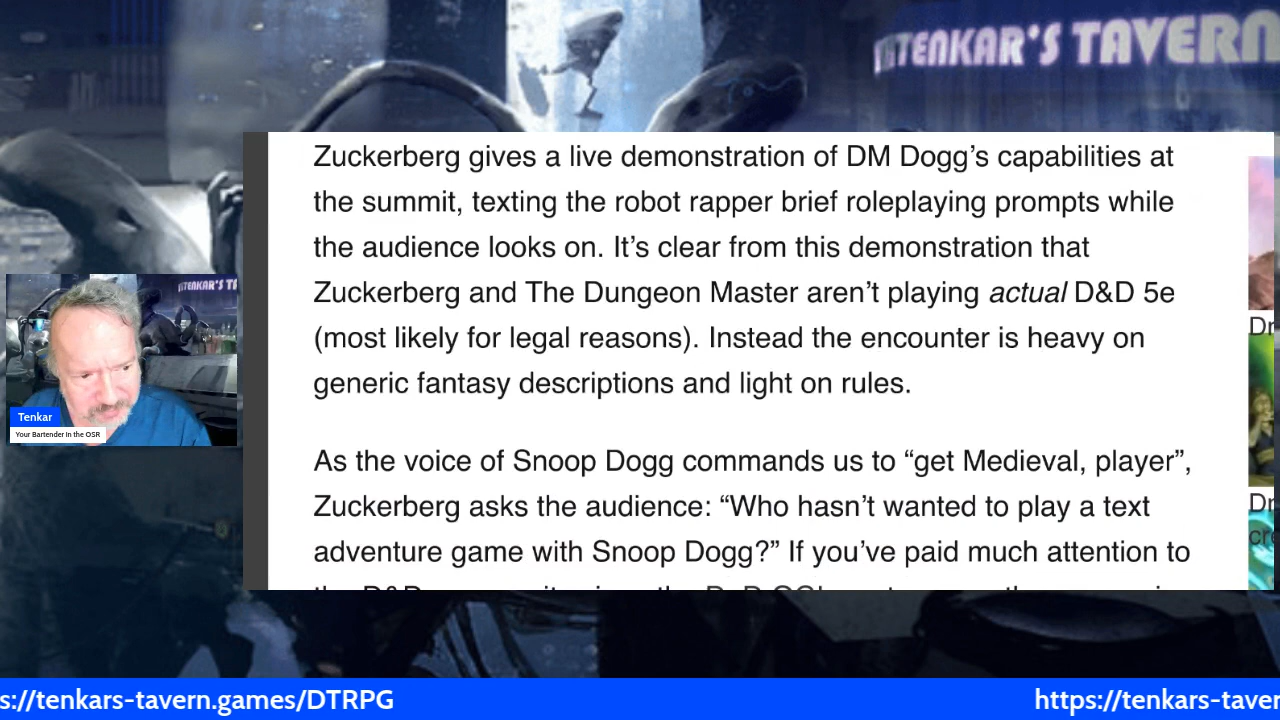 TENKAR'S TAVERN
Zuckerberg gives a live demonstration of DM Dogg’s capabilities at
the summit, texting the robot rapper brief roleplaying prompts while
the audience looks on. It’s clear from this demonstration that
Zuckerberg and The Dungeon Master aren’t playing actual D&D 5e
(most likely for legal reasons). Instead the encounter is heavy on
generic fantasy descriptions and light on rules.
As the voice of Snoop Dogg commands us to “get Medieval, player”,
Zuckerberg asks the audience: “Who hasn’t wanted to play a text
adventure game with Snoop Dogg?” If you’ve paid much attention to
Dr
Dr
cro
TENKAR'S TA
Tenkar
Your Bartender in the OSR
s://tenkars-tavern.games/DTRPG
https://tenkars-taver